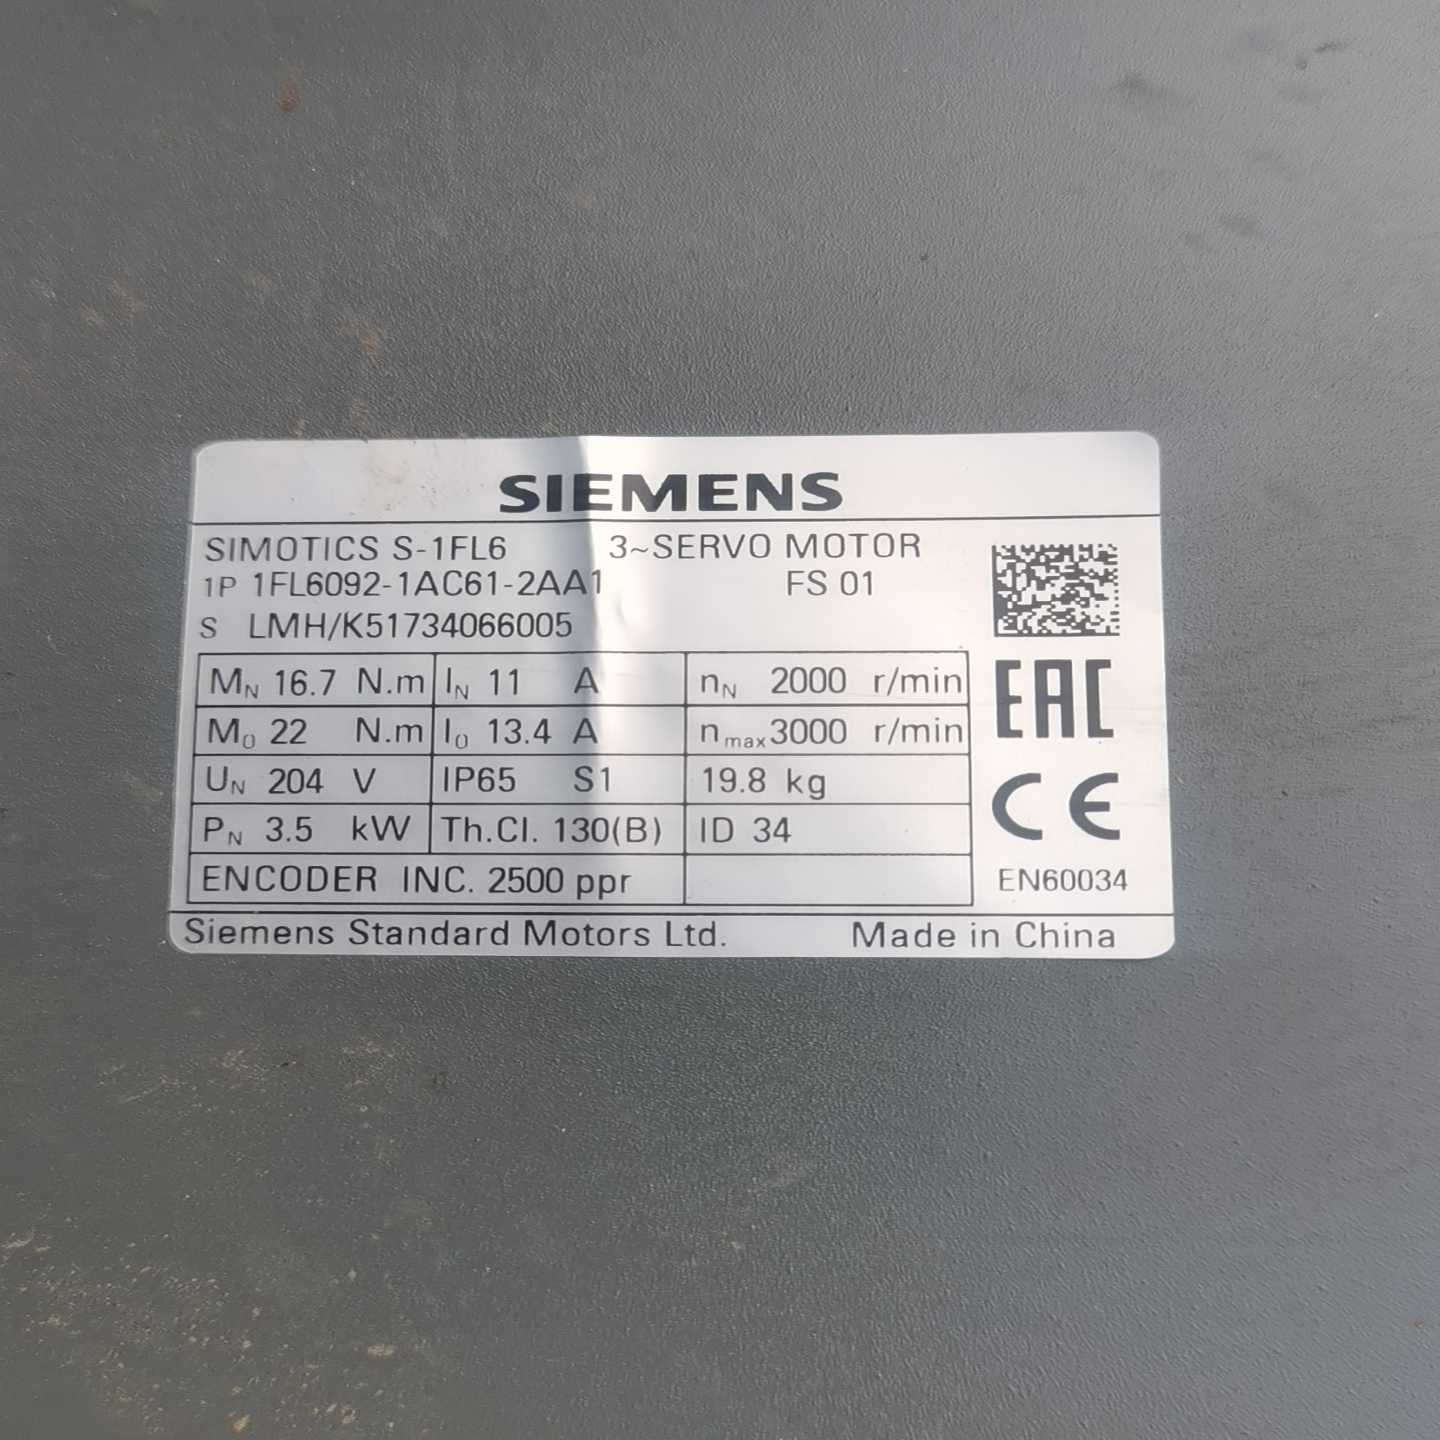 SIEMENS
SIMOTICS S-1FL6 3~SERVO MOTOR
1P 1FL6092-1AC61-2AA1 FS 01
S LMH/K51734066005
MN 16.7 N.m IN 11 A nN 2000 r/min
M0 22 N.m I0 13.4 A nmax 3000 r/min
UN 204 V IP65 S1 19.8 kg
PN 3.5 kW Th.Cl. 130(B) ID 34
ENCODER INC. 2500 ppr
EAC
CE
EN60034
Siemens Standard Motors Ltd. Made in China